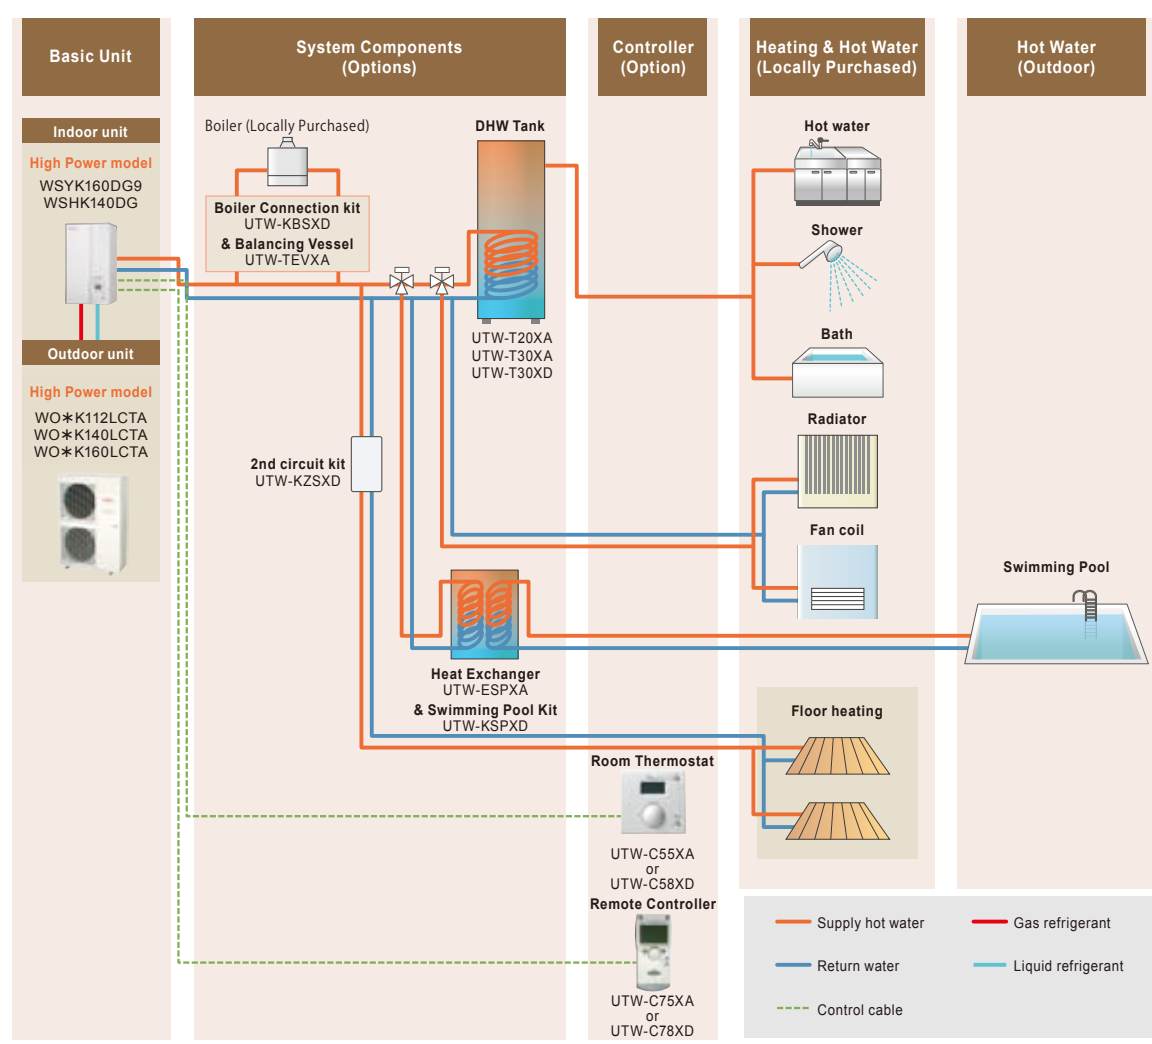 Basic Unit
System Components
(Options)
Controller
(Option)
Heating & Hot Water
(Locally Purchased)
Hot Water
(Outdoor)
Indoor unit
High Power model
WSYK160DG9
WSHK140DG
Outdoor unit
High Power model
WO∗K112LCTA
WO∗K140LCTA
WO∗K160LCTA
Boiler (Locally Purchased)
Boiler Connection kit
UTW-KBSXD
& Balancing Vessel
UTW-TEVXA
DHW Tank
UTW-T20XA
UTW-T30XA
UTW-T30XD
2nd circuit kit
UTW-KZSXD
Heat Exchanger
UTW-ESPXA
& Swimming Pool Kit
UTW-KSPXD
Room Thermostat
UTW-C55XA
or
UTW-C58XD
Remote Controller
UTW-C75XA
or
UTW-C78XD
Hot water
Shower
Bath
Radiator
Fan coil
Floor heating
Swimming Pool
Supply hot water
Return water
Control cable
Gas refrigerant
Liquid refrigerant